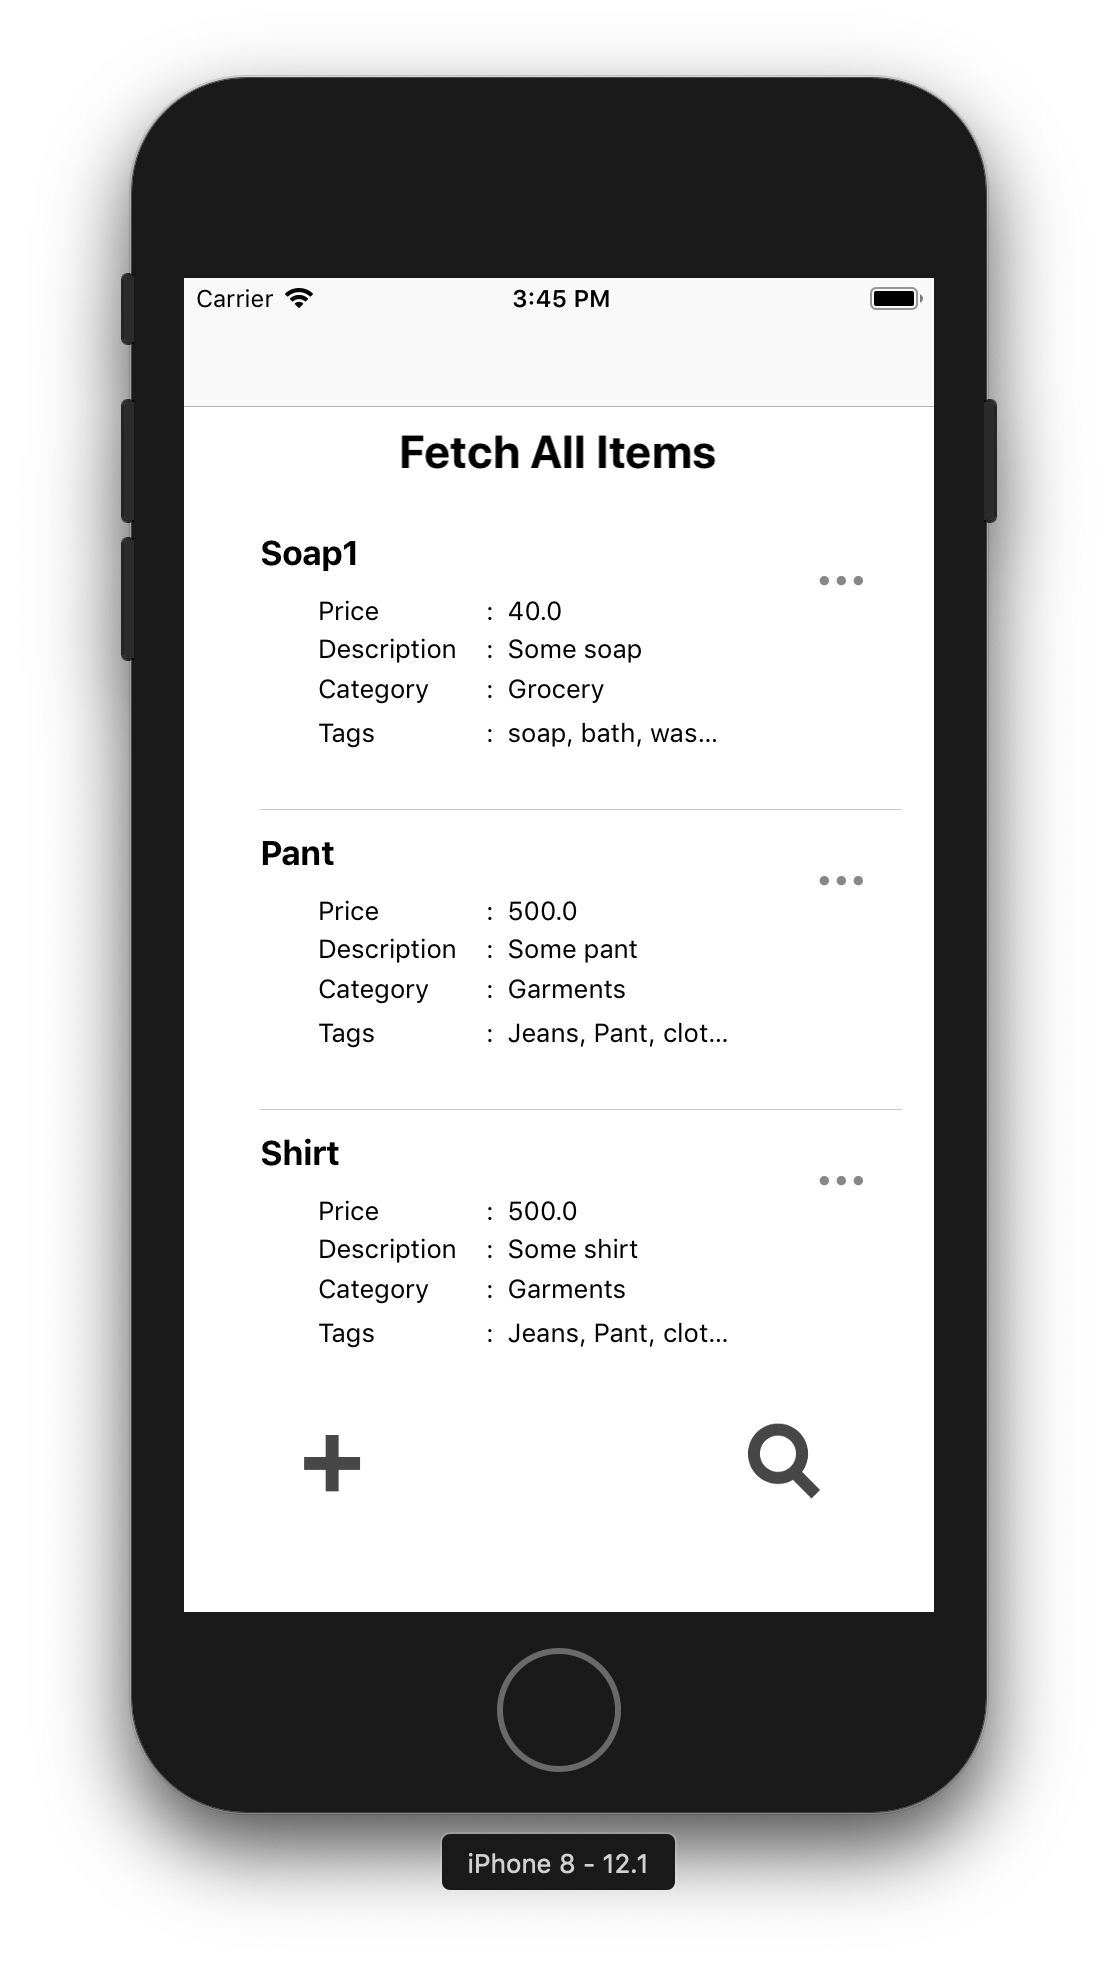 Carrier 3:45 PM
Fetch All Items
Soap1
Price : 40.0
Description : Some soap
Category : Grocery
Tags : soap, bath, was...
Pant
Price : 500.0
Description : Some pant
Category : Garments
Tags : Jeans, Pant, clot...
Shirt
Price : 500.0
Description : Some shirt
Category : Garments
Tags : Jeans, Pant, clot...
iPhone 8 - 12.1